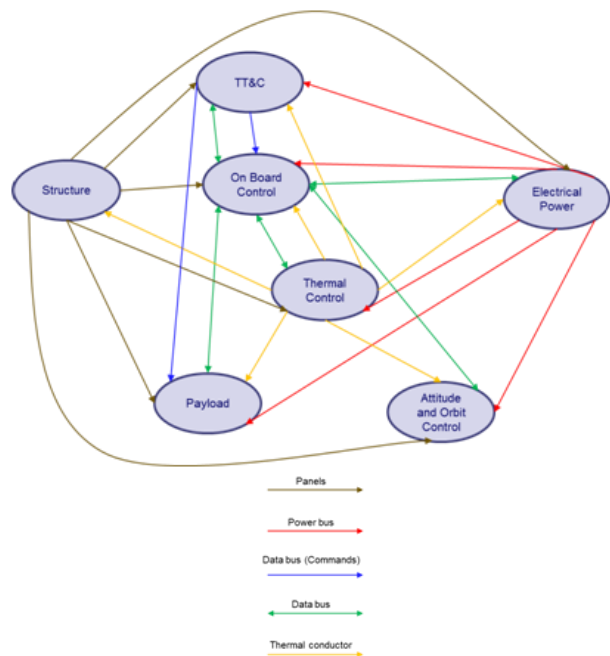 TT&C
On Board
Control
Structure
Electrical
Power
Thermal
Control
Payload
Attitude
and Orbit
Control
Panels
Power bus
Data bus (Commands)
Data bus
Thermal conductor